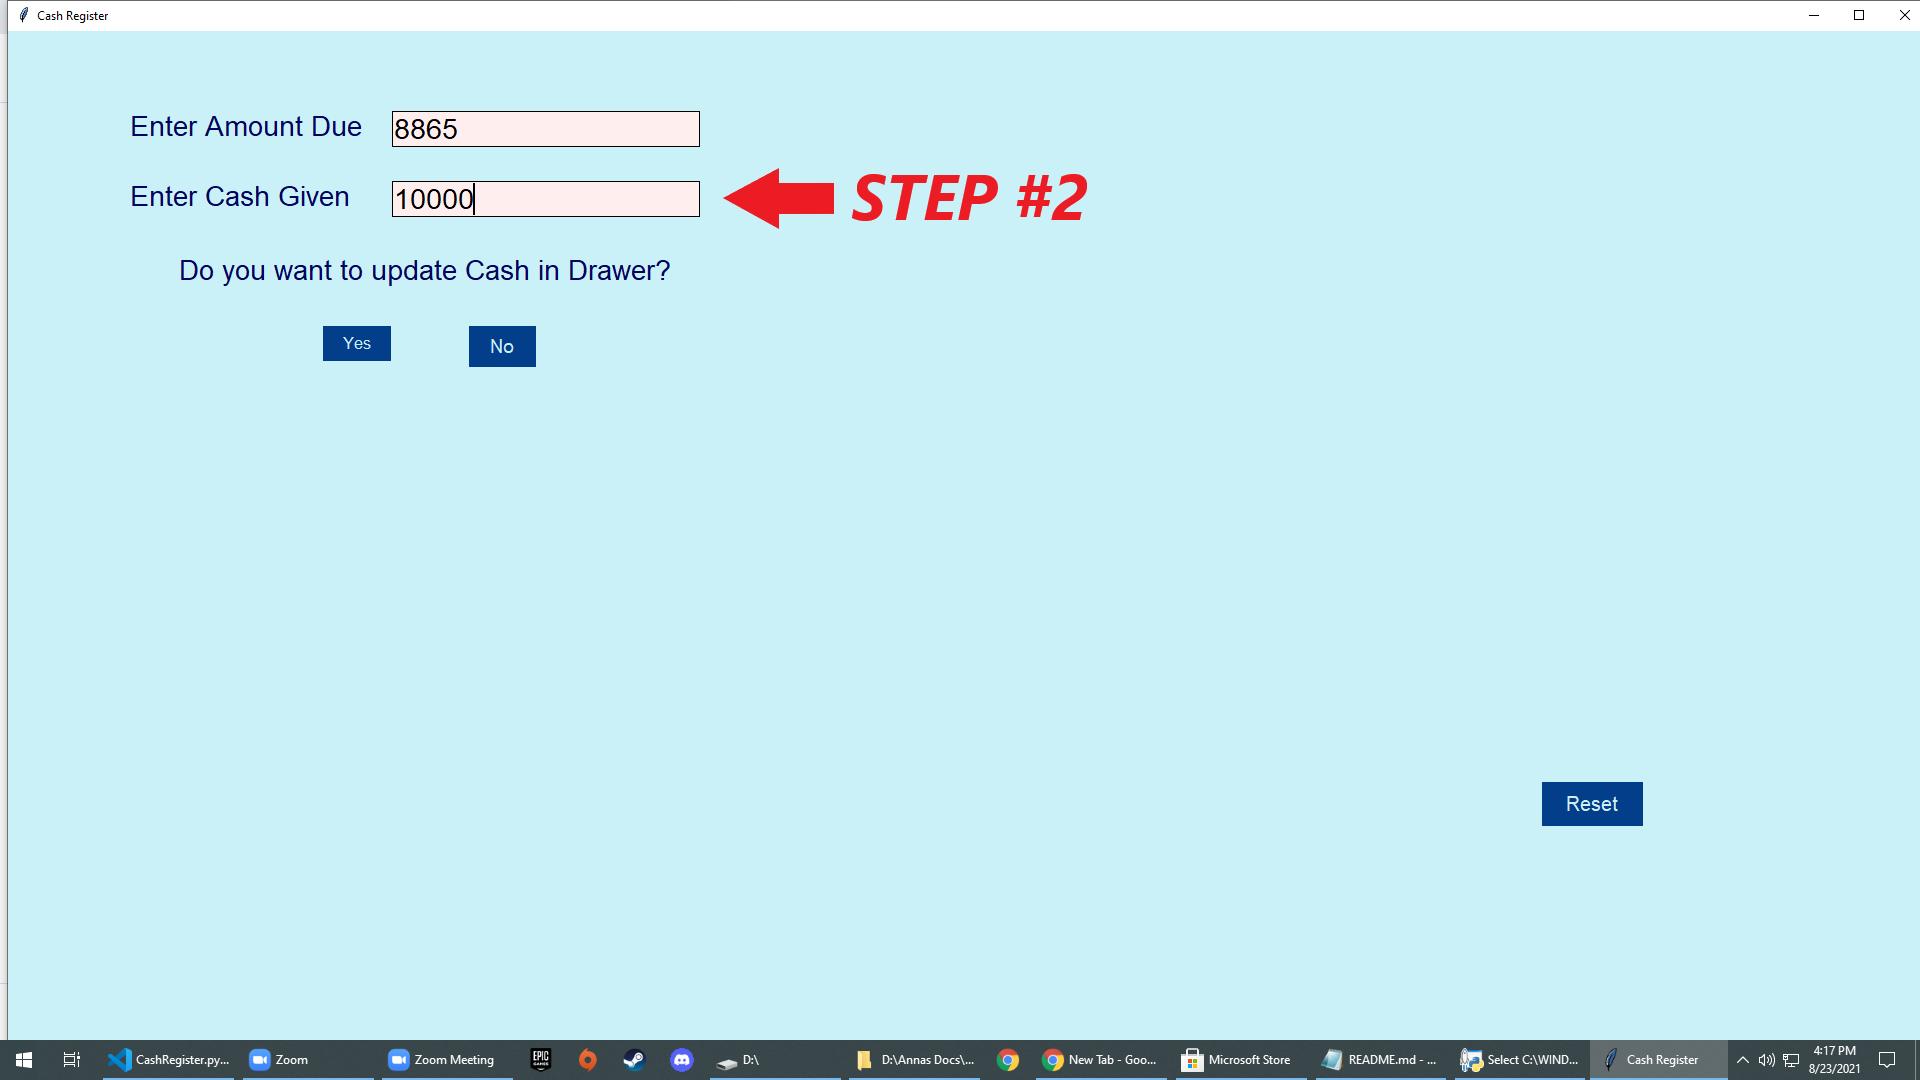 Cash Register
Enter Amount Due 8865
Enter Cash Given 10000 STEP #2
Do you want to update Cash in Drawer?
Yes No
Reset
CashRegister.py... Zoom Zoom Meeting EPIC GAMES D:\ D:\Annas Docs\... New Tab - Goo... Microsoft Store README.md - ... Select C:\WIND... Cash Register 4:17 PM
8/23/2021